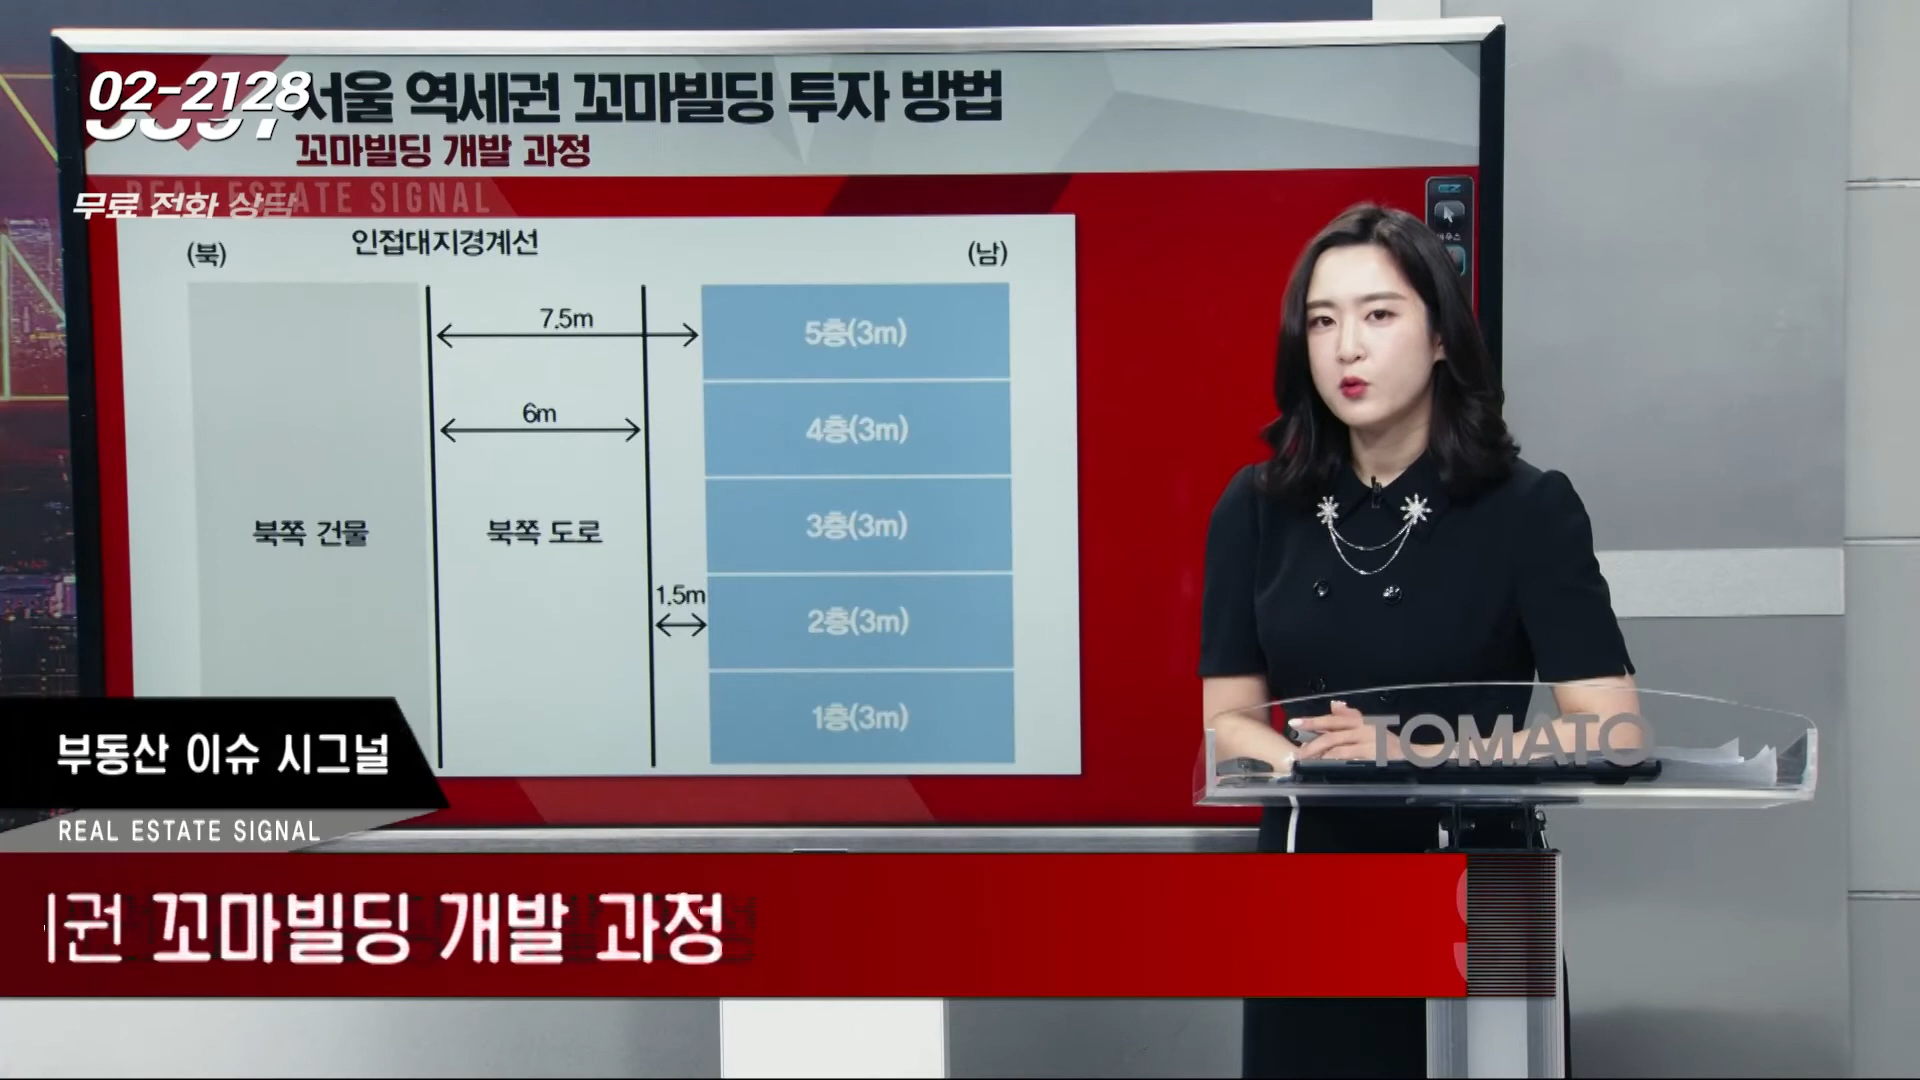 02-2128
서울 역세권 꼬마빌딩 투자 방법
꼬마빌딩 개발 과정
REAL ESTATE SIGNAL
무료 전화 상담
(북)
인접대지경계선
(남)
7.5m
5층(3m)
6m
4층(3m)
북쪽 건물
북쪽 도로
3층(3m)
1.5m
2층(3m)
1층(3m)
TOMATO
부동산 이슈 시그널
REAL ESTATE SIGNAL
꼬마빌딩 개발 과정